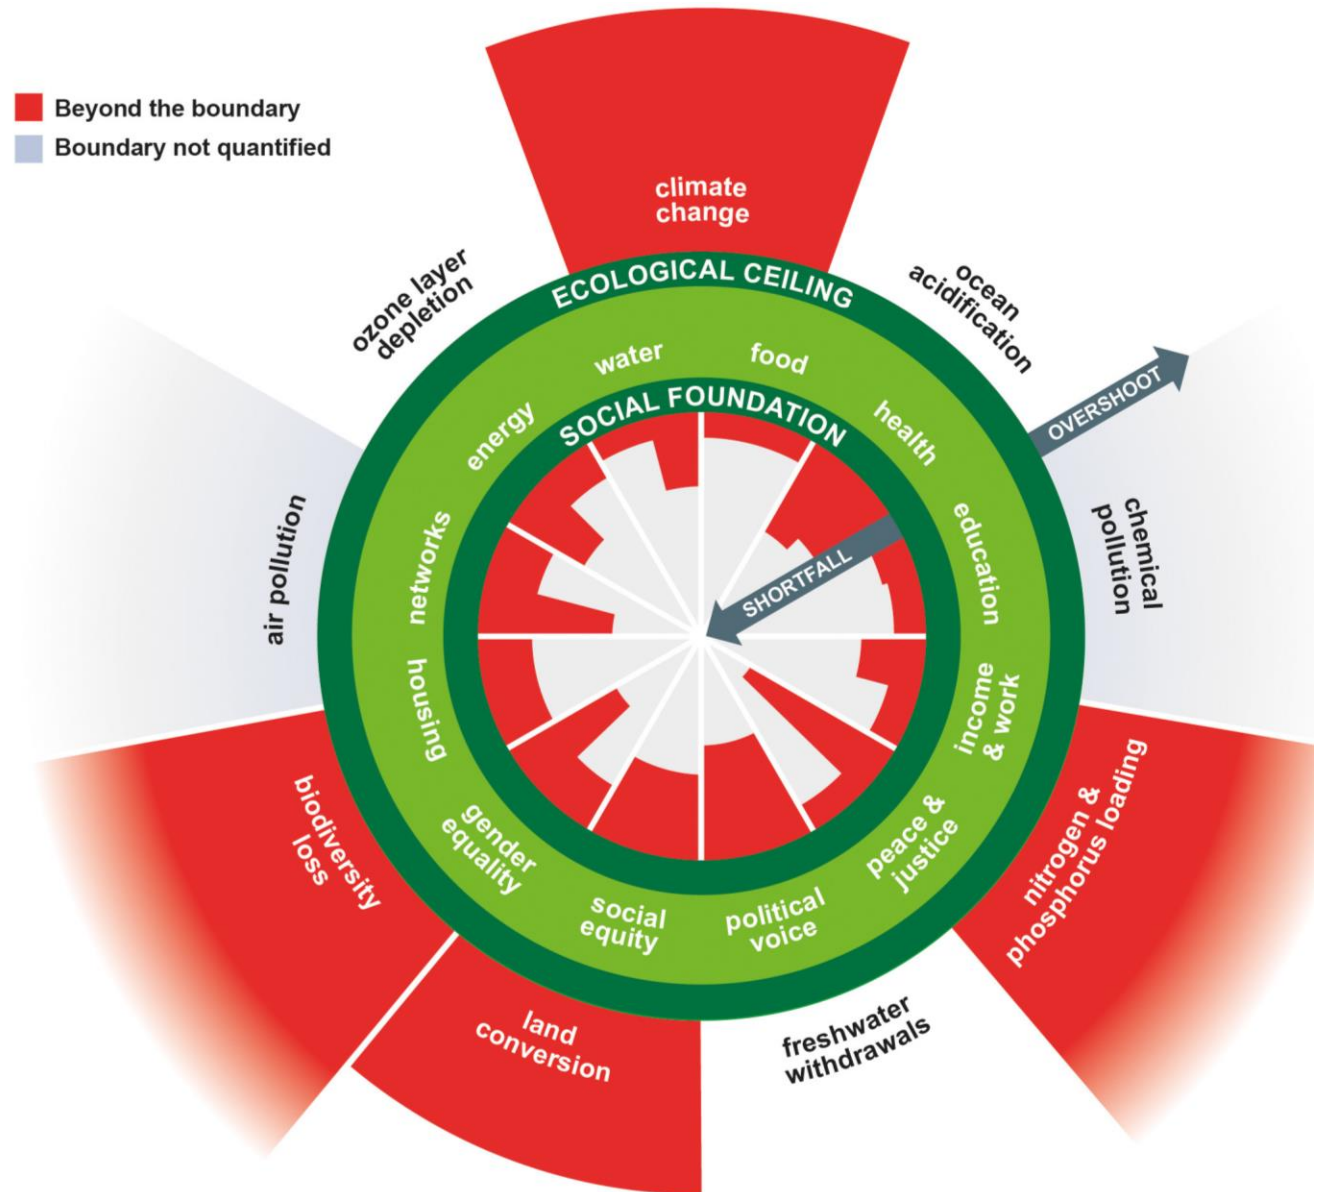 Beyond the boundary
Boundary not quantified
climate
change
ozone layer
depletion
ocean
acidification
ECOLOGICAL CEILING
OVERSHOOT
water
food
SOCIAL FOUNDATION
energy
health
networks
education
SHORTFALL
air pollution
chemical
pollution
housing
income
& work
biodiversity
loss
gender
equality
social
equity
political
voice
peace &
justice
nitrogen &
phosphorus loading
land
conversion
freshwater
withdrawals